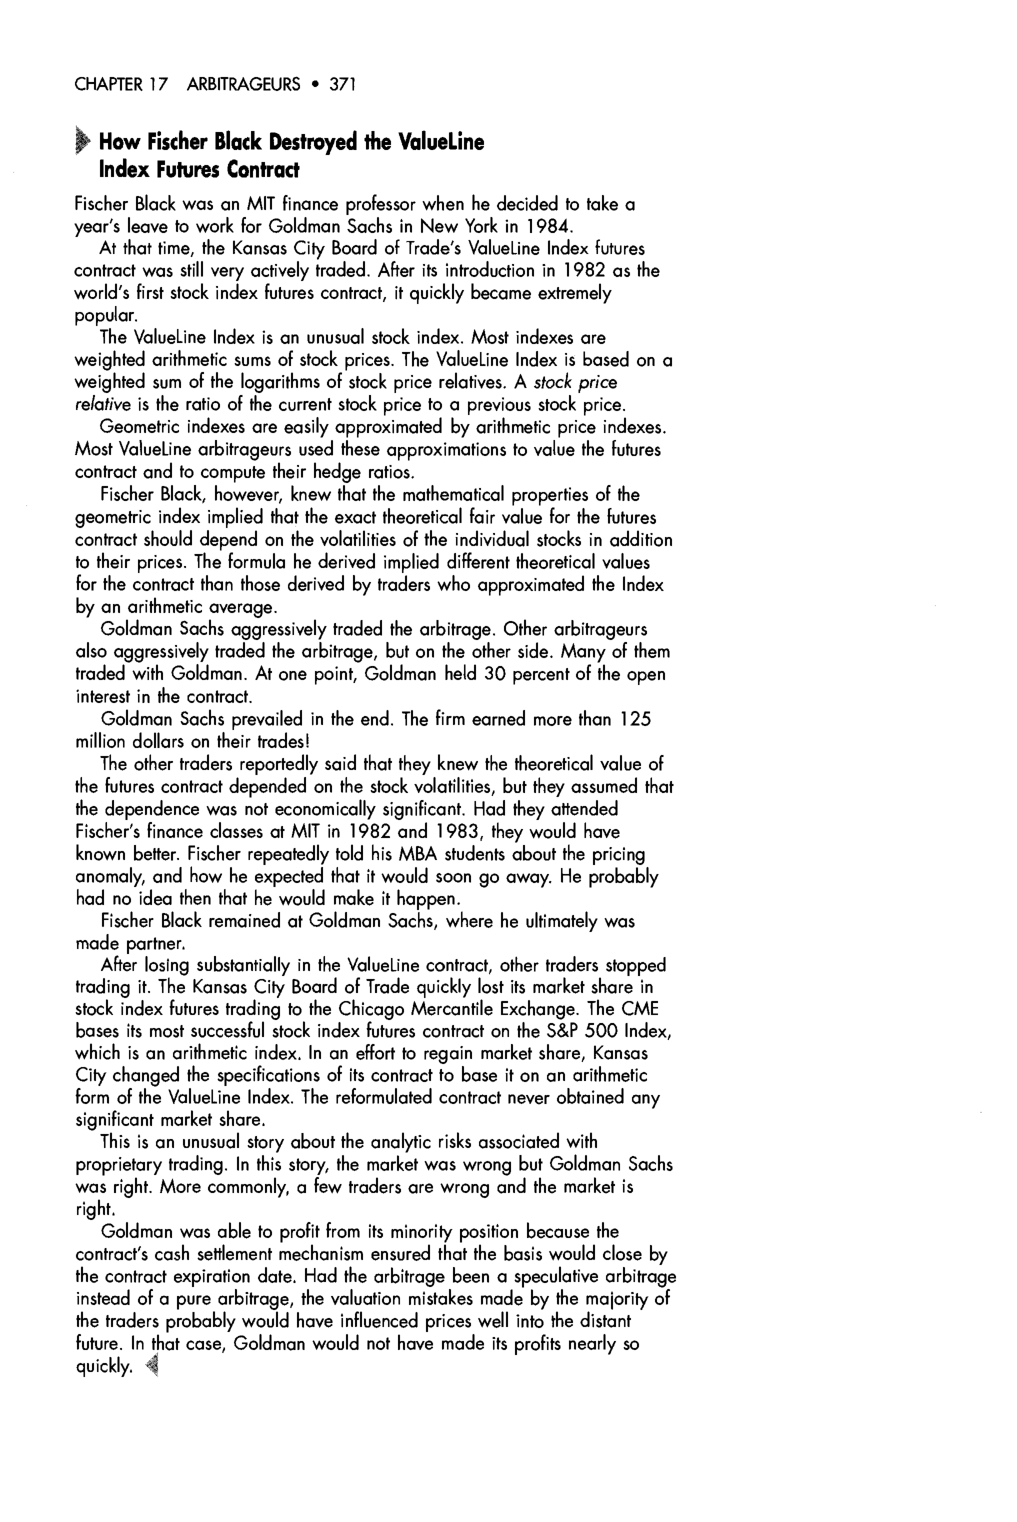 CHAPTER 17 ARBITRAGEURS • 371
How Fischer Black Destroyed the ValueLine
Index Futures Contract
Fischer Black was an MIT finance professor when he decided to take a
year's leave to work for Goldman Sachs in New York in 1984.
At that time, the Kansas City Board of Trade's ValueLine Index futures
contract was still very actively traded. After its introduction in 1982 as the
world's first stock index futures contract, it quickly became extremely
popular.
The ValueLine Index is an unusual stock index. Most indexes are
weighted arithmetic sums of stock prices. The ValueLine Index is based on a
weighted sum of the logarithms of stock price relatives. A stock price
relative is the ratio of the current stock price to a previous stock price.
Geometric indexes are easily approximated by arithmetic price indexes.
Most ValueLine arbitrageurs used these approximations to value the futures
contract and to compute their hedge ratios.
Fischer Black, however, knew that the mathematical properties of the
geometric index implied that the exact theoretical fair value for the futures
contract should depend on the volatilities of the individual stocks in addition
to their prices. The formula he derived implied different theoretical values
for the contract than those derived by traders who approximated the Index
by an arithmetic average.
Goldman Sachs aggressively traded the arbitrage. Other arbitrageurs
also aggressively traded the arbitrage, but on the other side. Many of them
traded with Goldman. At one point, Goldman held 30 percent of the open
interest in the contract.
Goldman Sachs prevailed in the end. The firm earned more than 125
million dollars on their trades!
The other traders reportedly said that they knew the theoretical value of
the futures contract depended on the stock volatilities, but they assumed that
the dependence was not economically significant. Had they attended
Fischer's finance classes at MIT in 1982 and 1983, they would have
known better. Fischer repeatedly told his MBA students about the pricing
anomaly, and how he expected that it would soon go away. He probably
had no idea then that he would make it happen.
Fischer Black remained at Goldman Sachs, where he ultimately was
made partner.
After losing substantially in the ValueLine contract, other traders stopped
trading it. The Kansas City Board of Trade quickly lost its market share in
stock index futures trading to the Chicago Mercantile Exchange. The CME
bases its most successful stock index futures contract on the S&P 500 Index,
which is an arithmetic index. In an effort to regain market share, Kansas
City changed the specifications of its contract to base it on an arithmetic
form of the ValueLine Index. The reformulated contract never obtained any
significant market share.
This is an unusual story about the analytic risks associated with
proprietary trading. In this story, the market was wrong but Goldman Sachs
was right. More commonly, a few traders are wrong and the market is
right.
Goldman was able to profit from its minority position because the
contract's cash settlement mechanism ensured that the basis would close by
the contract expiration date. Had the arbitrage been a speculative arbitrage
instead of a pure arbitrage, the valuation mistakes made by the majority of
the traders probably would have influenced prices well into the distant
future. In that case, Goldman would not have made its profits nearly so
quickly.